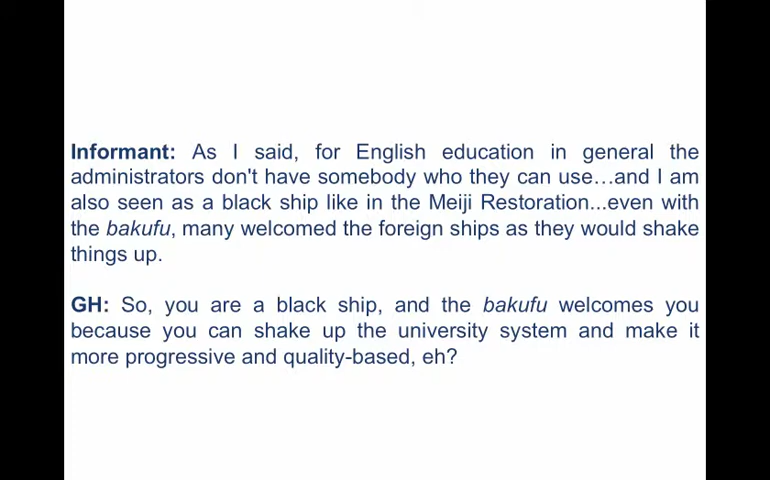 Informant: As I said, for English education in general the
administrators don't have somebody who they can use…and I am
also seen as a black ship like in the Meiji Restoration...even with
the bakufu, many welcomed the foreign ships as they would shake
things up.
GH: So, you are a black ship, and the bakufu welcomes you
because you can shake up the university system and make it
more progressive and quality-based, eh?